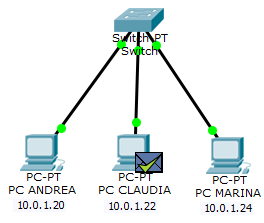 Switch-PT
Switch
PC-PT
PC ANDREA
10.0.1.20
PC-PT
PC CLAUDIA
10.0.1.22
PC-PT
PC MARINA
10.0.1.24